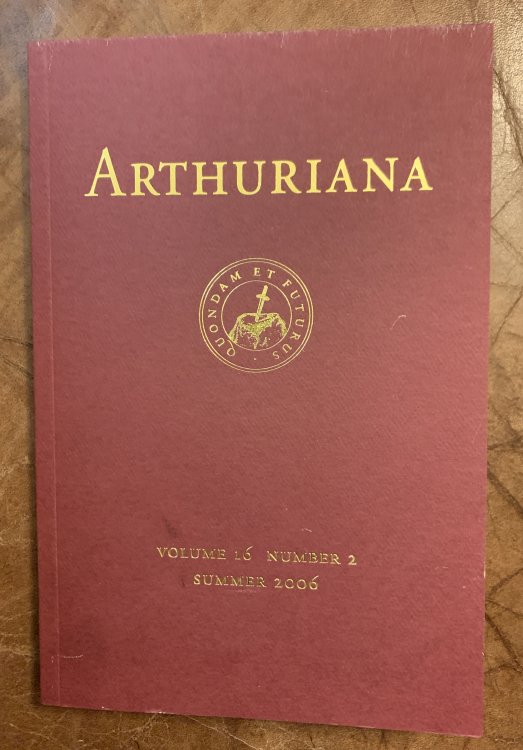 ARTHURIANA
QUONDAM ET FUTURUS ·
VOLUME 16 NUMBER 2
SUMMER 2006